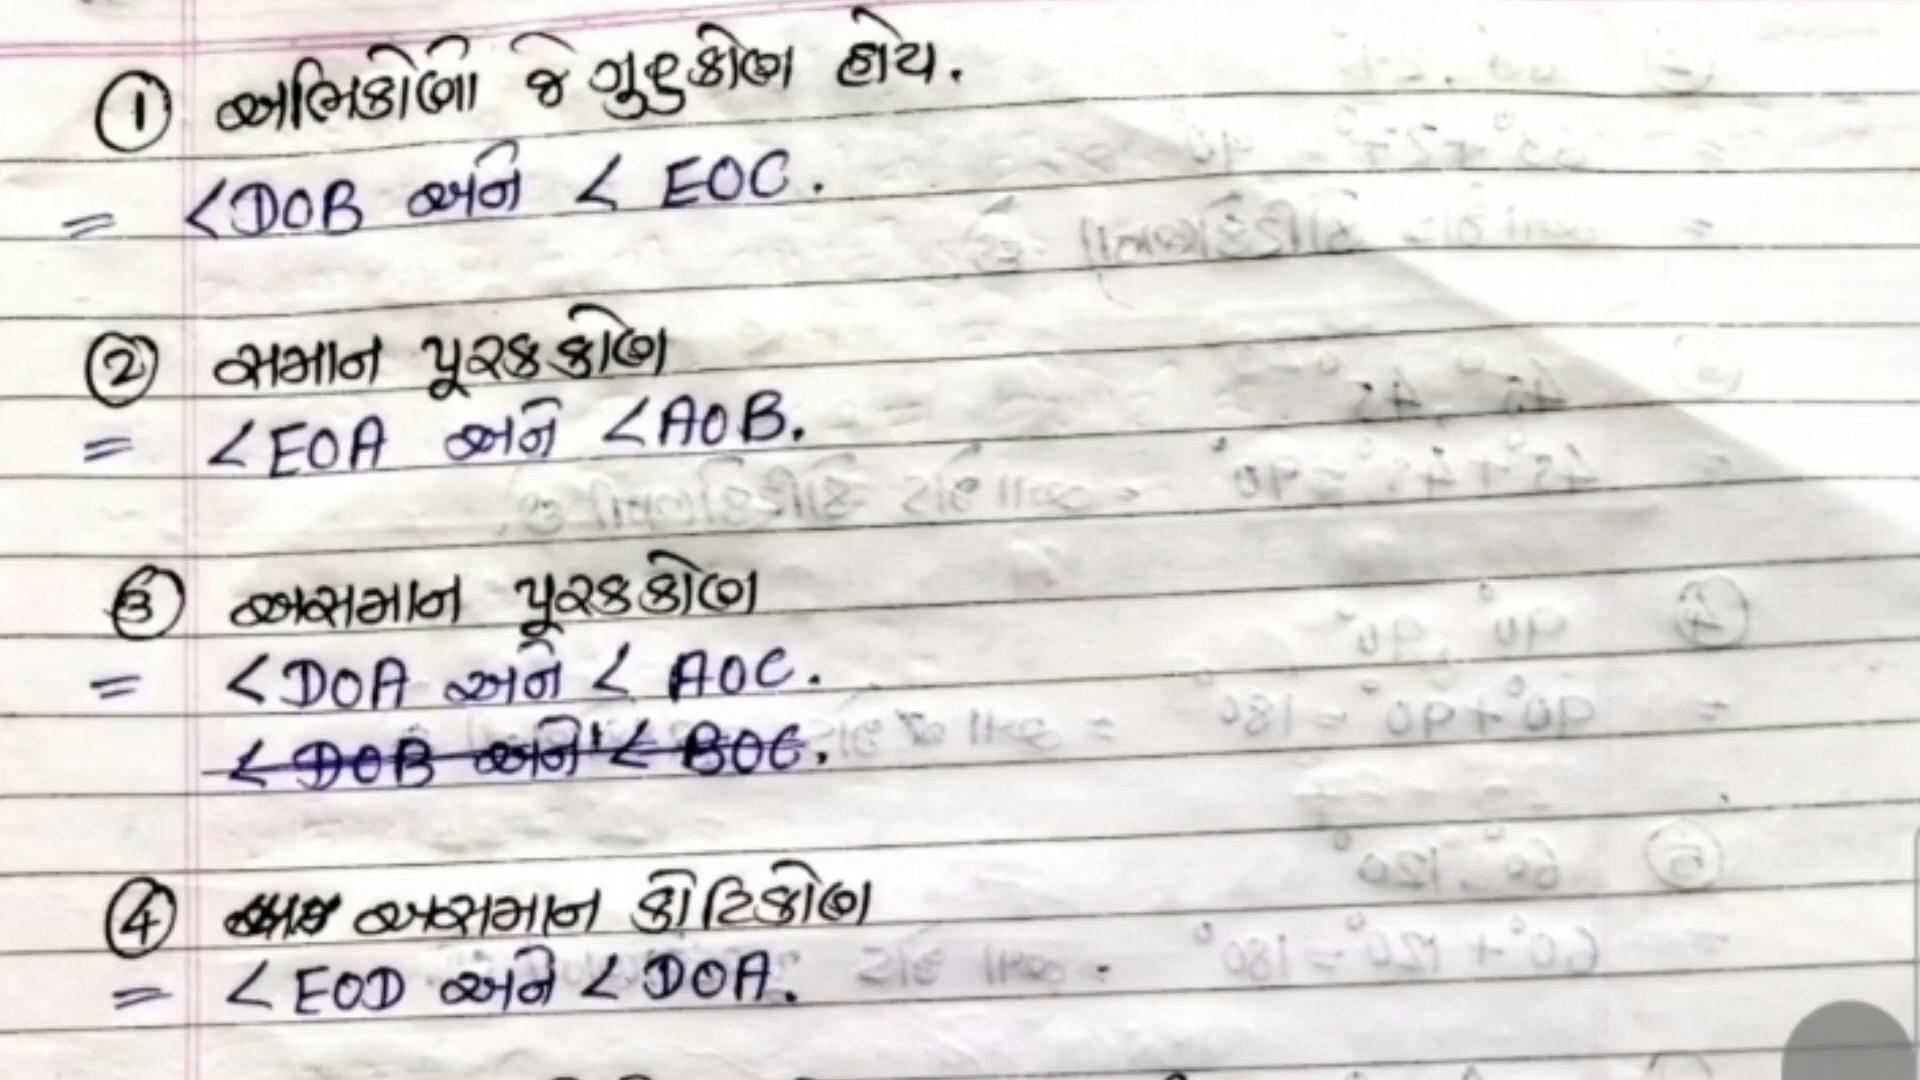 ① અભિકોણો જે ગુરુકોણ હોય.
= <DOB અને < EOC.
② સમાન પૂરકકોણ
= <EOA અને <AOB.
③ અસમાન પૂરકકોણ
= <DOA અને < AOC.
< DOB અને < BOC.
④ અસમાન કોટિકોણ
= <EOD અને <DOA.